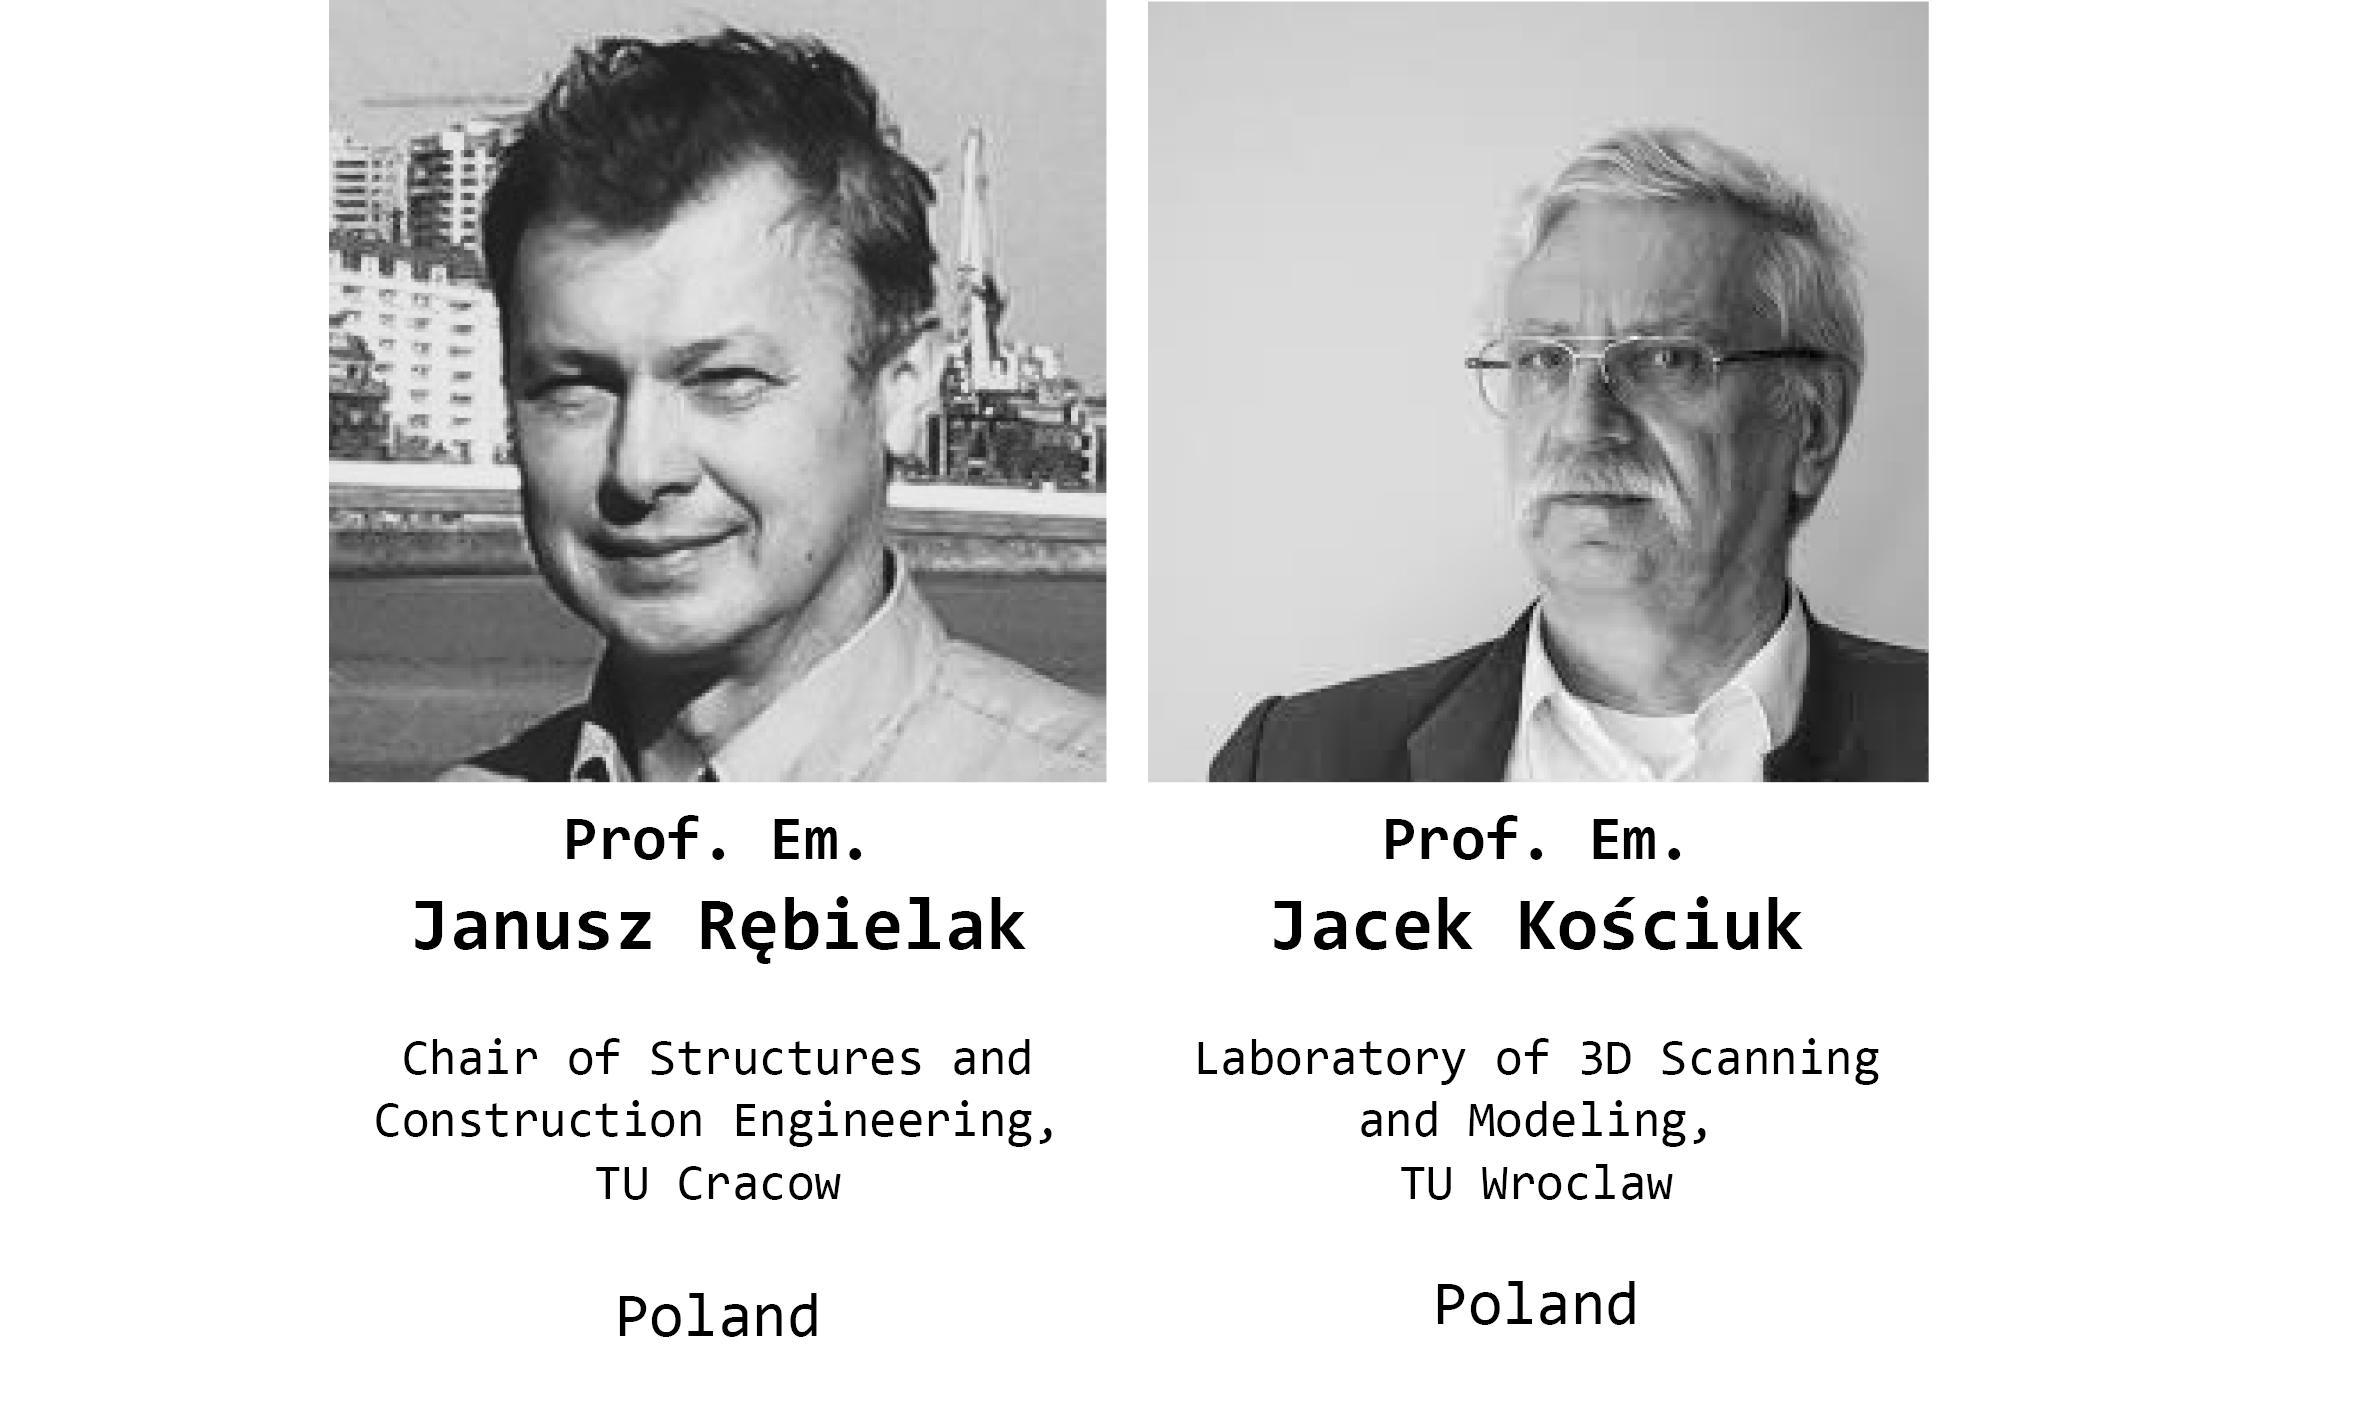 Prof. Em.
Janusz Rębielak
Chair of Structures and
Construction Engineering,
TU Cracow
Poland
Prof. Em.
Jacek Kościuk
Laboratory of 3D Scanning
and Modeling,
TU Wroclaw
Poland